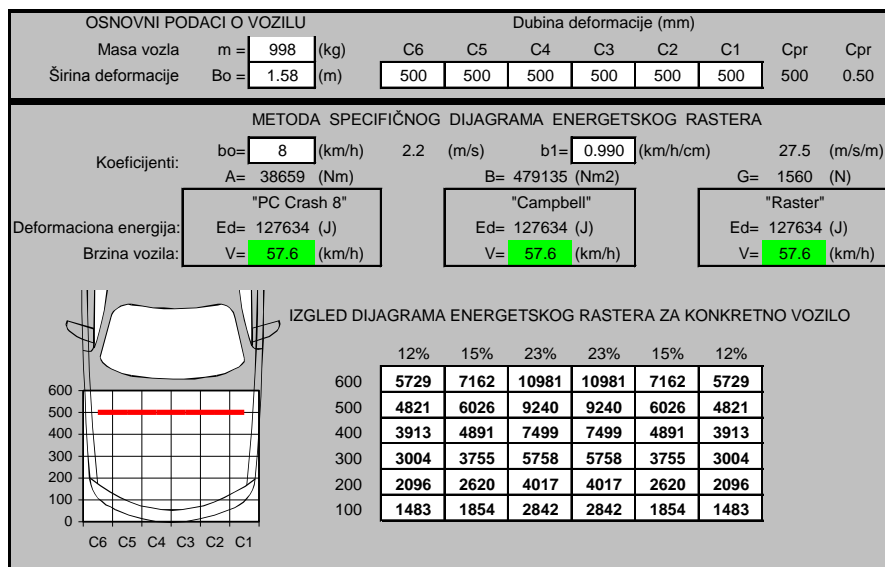 OSNOVNI PODACI O VOZILU Dubina deformacije (mm)
Masa vozla m = 998 (kg) C6 C5 C4 C3 C2 C1 Cpr Cpr
Širina deformacije Bo = 1.58 (m) 500 500 500 500 500 500 500 0.50
METODA SPECIFIČNOG DIJAGRAMA ENERGETSKOG RASTERA
Koeficijenti: bo= 8 (km/h) 2.2 (m/s) b1= 0.990 (km/h/cm) 27.5 (m/s/m)
A= 38659 (Nm) B= 479135 (Nm2) G= 1560 (N)
"PC Crash 8" "Campbell" "Raster"
Deformaciona energija: Ed= 127634 (J) Ed= 127634 (J) Ed= 127634 (J)
Brzina vozila: V= 57.6 (km/h) V= 57.6 (km/h) V= 57.6 (km/h)
IZGLED DIJAGRAMA ENERGETSKOG RASTERA ZA KONKRETNO VOZILO
12% 15% 23% 23% 15% 12%
600 5729 7162 10981 10981 7162 5729
500 4821 6026 9240 9240 6026 4821
400 3913 4891 7499 7499 4891 3913
300 3004 3755 5758 5758 3755 3004
200 2096 2620 4017 4017 2620 2096
100 1483 1854 2842 2842 1854 1483
600
500
400
300
200
100
0
C6 C5 C4 C3 C2 C1